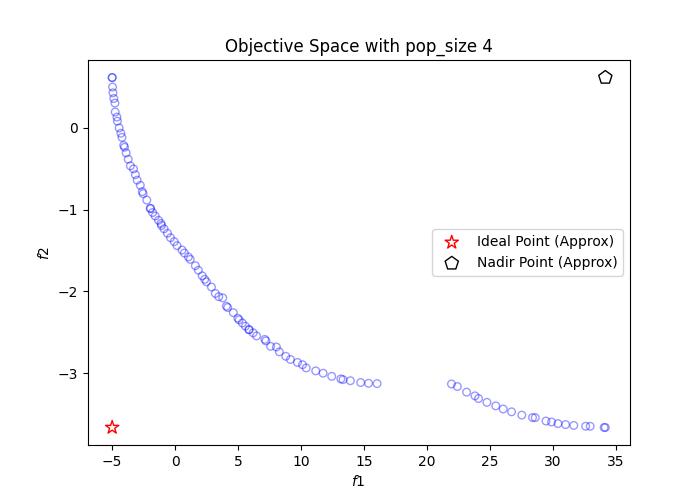 Objective Space with pop_size 4
f2
0
−1
−2
−3
Ideal Point (Approx)
Nadir Point (Approx)
−5
0
5
10
15
20
25
30
35
f1